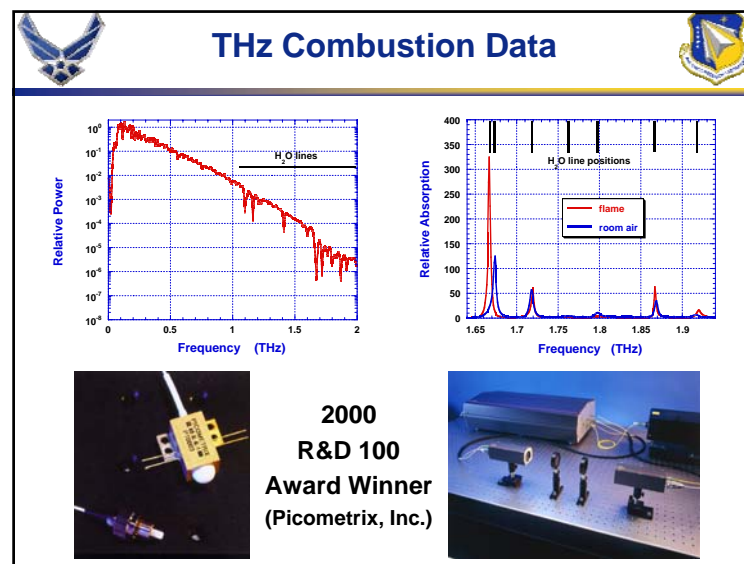 THz Combustion Data
Relative Power
10⁰
10⁻¹
10⁻²
10⁻³
10⁻⁴
10⁻⁵
10⁻⁶
10⁻⁷
10⁻⁸
H₂O lines
0 0.5 1 1.5 2
Frequency (THz)
Relative Absorption
400
350
300
250
200
150
100
50
0
H₂O line positions
flame
room air
1.65 1.7 1.75 1.8 1.85 1.9
Frequency (THz)
PICOMETRIX
2000
R&D 100
Award Winner
(Picometrix, Inc.)